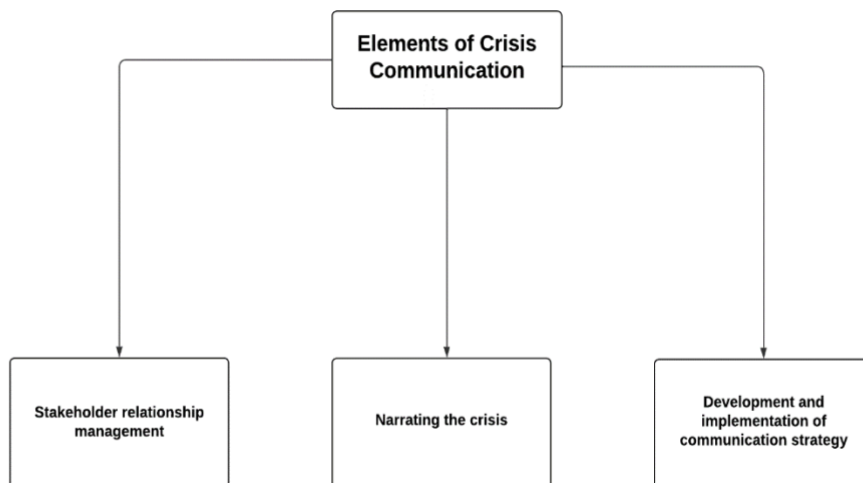 Elements of Crisis
Communication
Stakeholder relationship
management
Narrating the crisis
Development and
implementation of
communication strategy